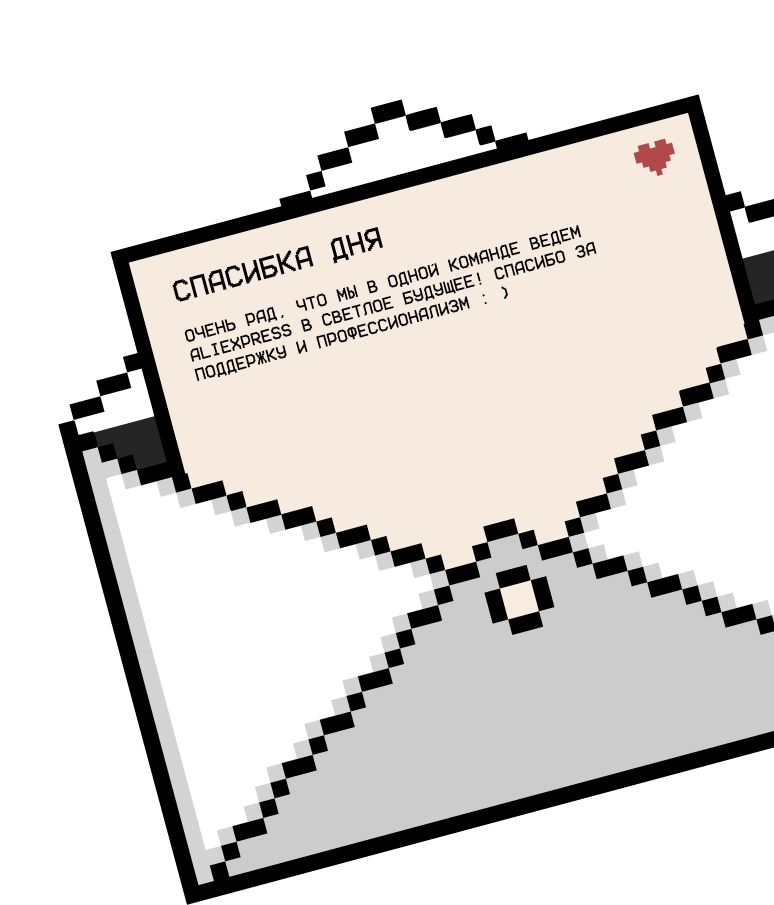 СПАСИБКА ДНЯ
ОЧЕНЬ РАД, ЧТО МЫ В ОДНОЙ КОМАНДЕ ВЕДЕМ
ALIEXPRESS В СВЕТЛОЕ БУДУЩЕЕ! СПАСИБО ЗА
ПОДДЕРЖКУ И ПРОФЕССИОНАЛИЗМ : )